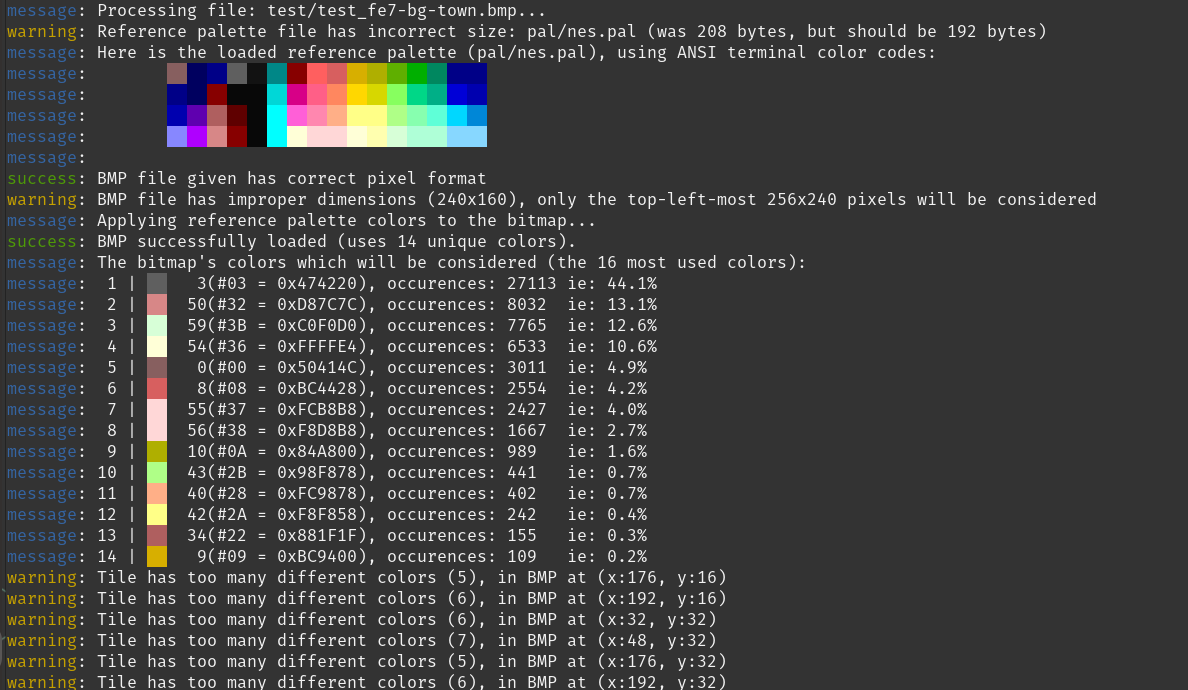 message: Processing file: test/test_fe7-bg-town.bmp...
warning: Reference palette file has incorrect size: pal/nes.pal (was 208 bytes, but should be 192 bytes)
message: Here is the loaded reference palette (pal/nes.pal), using ANSI terminal color codes:
message:
message:
message:
message:
message:
success: BMP file given has correct pixel format
warning: BMP file has improper dimensions (240x160), only the top-left-most 256x240 pixels will be considered
message: Applying reference palette colors to the bitmap...
success: BMP successfully loaded (uses 14 unique colors).
message: The bitmap's colors which will be considered (the 16 most used colors):
message:  1 |    3(#03 = 0x474220), occurences: 27113 ie: 44.1%
message:  2 |   50(#32 = 0xD87C7C), occurences: 8032  ie: 13.1%
message:  3 |   59(#3B = 0xC0F0D0), occurences: 7765  ie: 12.6%
message:  4 |   54(#36 = 0xFFFFE4), occurences: 6533  ie: 10.6%
message:  5 |    0(#00 = 0x50414C), occurences: 3011  ie: 4.9%
message:  6 |    8(#08 = 0xBC4428), occurences: 2554  ie: 4.2%
message:  7 |   55(#37 = 0xFCB8B8), occurences: 2427  ie: 4.0%
message:  8 |   56(#38 = 0xF8D8B8), occurences: 1667  ie: 2.7%
message:  9 |   10(#0A = 0x84A800), occurences: 989   ie: 1.6%
message: 10 |   43(#2B = 0x98F878), occurences: 441   ie: 0.7%
message: 11 |   40(#28 = 0xFC9878), occurences: 402   ie: 0.7%
message: 12 |   42(#2A = 0xF8F858), occurences: 242   ie: 0.4%
message: 13 |   34(#22 = 0x881F1F), occurences: 155   ie: 0.3%
message: 14 |    9(#09 = 0xBC9400), occurences: 109   ie: 0.2%
warning: Tile has too many different colors (5), in BMP at (x:176, y:16)
warning: Tile has too many different colors (6), in BMP at (x:192, y:16)
warning: Tile has too many different colors (6), in BMP at (x:32, y:32)
warning: Tile has too many different colors (7), in BMP at (x:48, y:32)
warning: Tile has too many different colors (5), in BMP at (x:176, y:32)
warning: Tile has too many different colors (6), in BMP at (x:192, y:32)